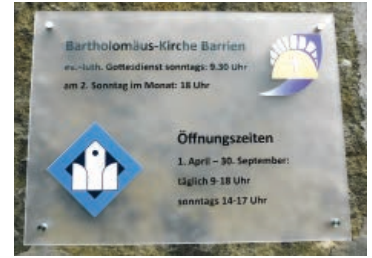 Bartholomäus-Kirche Barrien
ev.-luth. Gottesdienst sonntags: 9.30 Uhr
am 2. Sonntag im Monat: 18 Uhr
Öffnungszeiten
1. April – 30. September:
täglich 9-18 Uhr
sonntags 14-17 Uhr